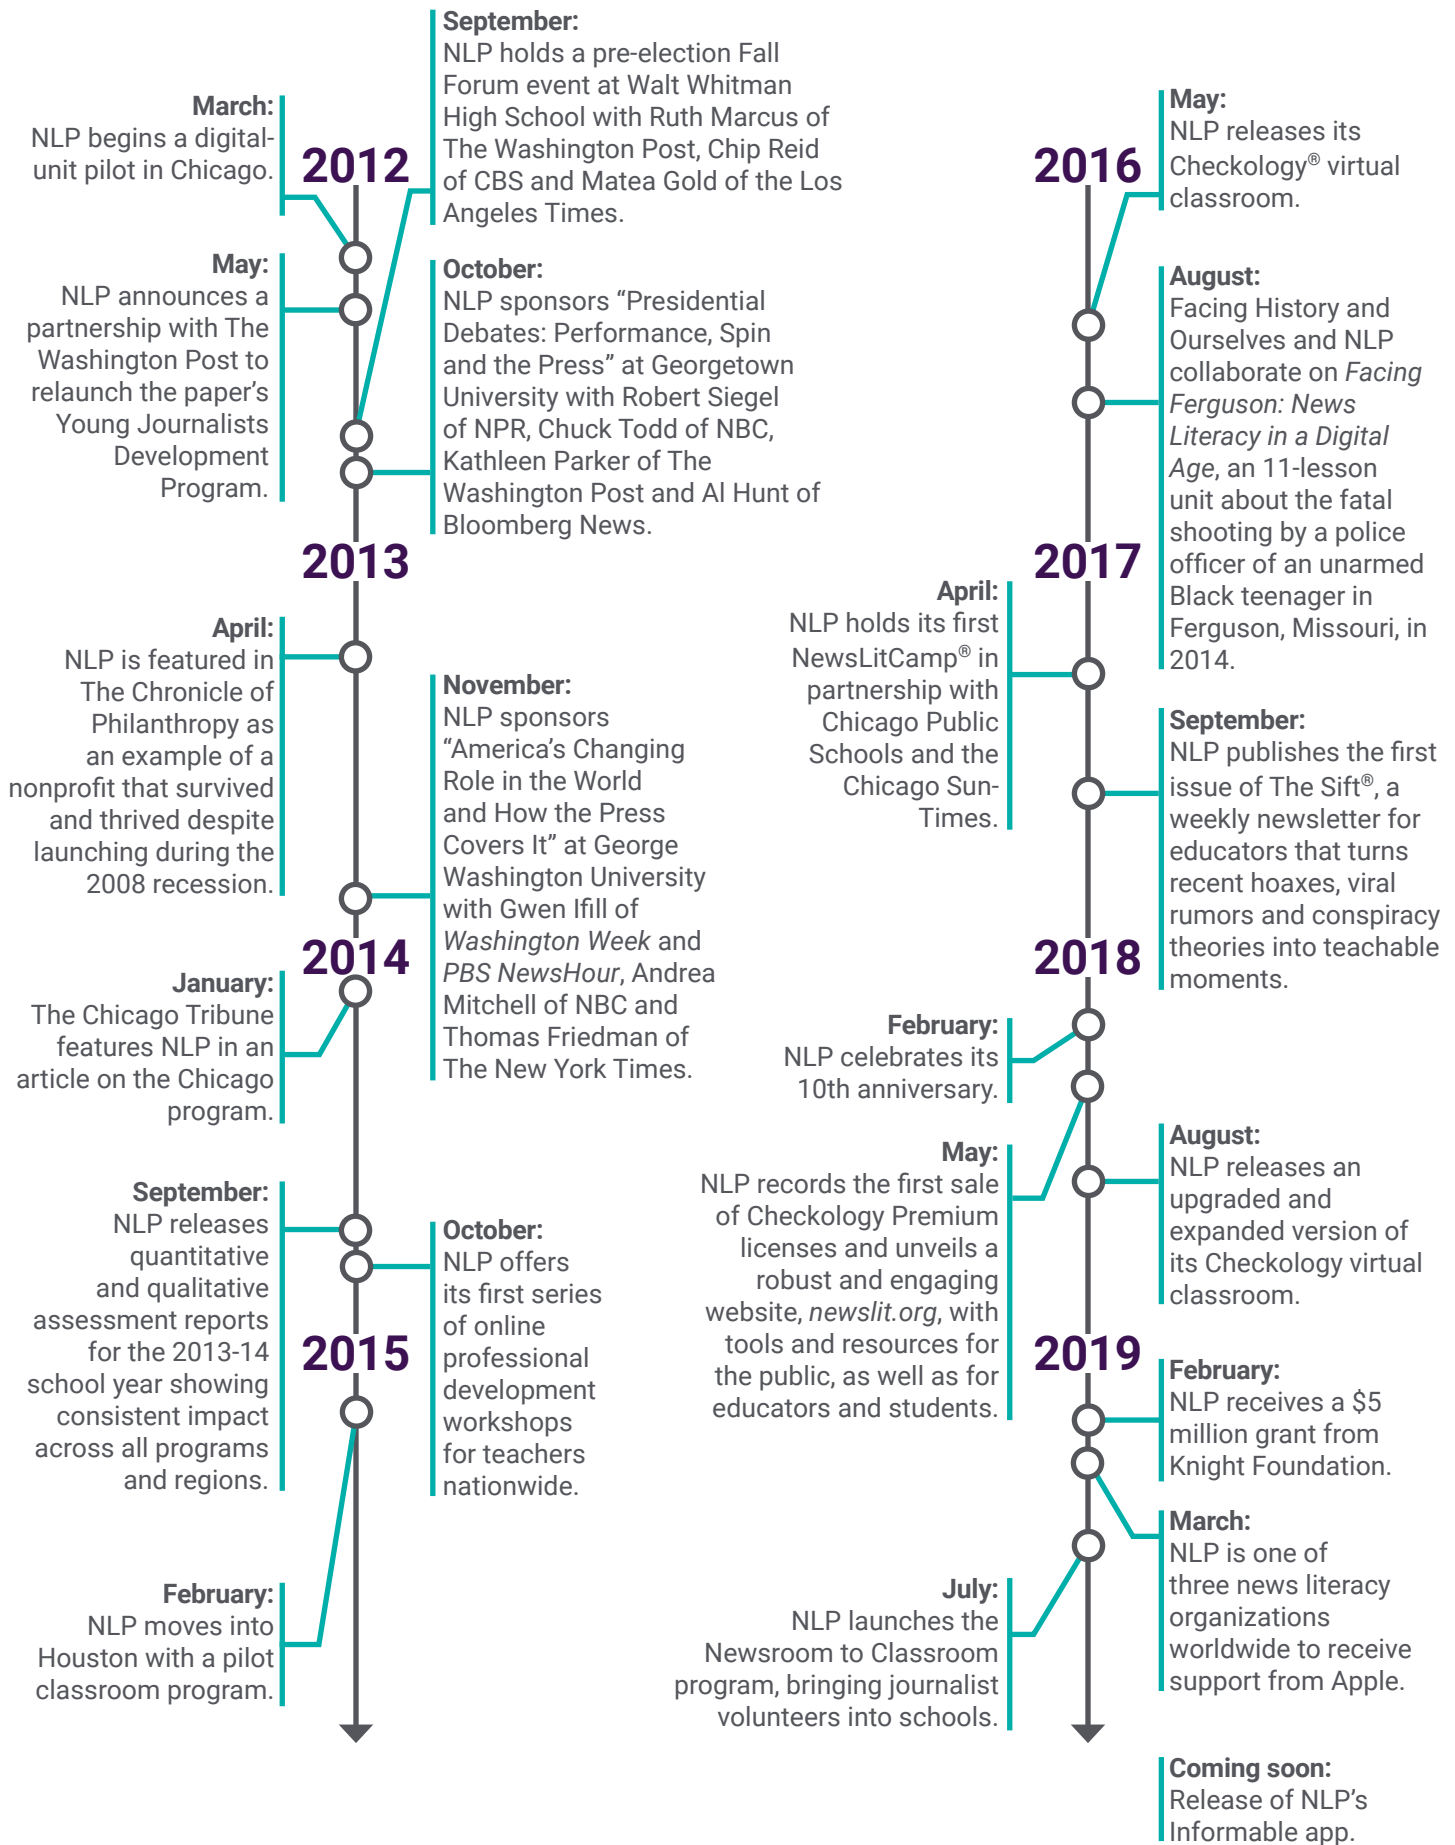 2012
March:
NLP begins a digital-
unit pilot in Chicago.
May:
NLP announces a
partnership with The
Washington Post to
relaunch the paper’s
Young Journalists
Development
Program.
September:
NLP holds a pre-election Fall
Forum event at Walt Whitman
High School with Ruth Marcus of
The Washington Post, Chip Reid
of CBS and Matea Gold of the Los
Angeles Times.
October:
NLP sponsors “Presidential
Debates: Performance, Spin
and the Press” at Georgetown
University with Robert Siegel
of NPR, Chuck Todd of NBC,
Kathleen Parker of The
Washington Post and Al Hunt of
Bloomberg News.
2013
April:
NLP is featured in
The Chronicle of
Philanthropy as
an example of a
nonprofit that survived
and thrived despite
launching during the
2008 recession.
November:
NLP sponsors
“America’s Changing
Role in the World
and How the Press
Covers It” at George
Washington University
with Gwen Ifill of
Washington Week and
PBS NewsHour, Andrea
Mitchell of NBC and
Thomas Friedman of
The New York Times.
2014
January:
The Chicago Tribune
features NLP in an
article on the Chicago
program.
September:
NLP releases
quantitative
and qualitative
assessment reports
for the 2013-14
school year showing
consistent impact
across all programs
and regions.
October:
NLP offers
its first series
of online
professional
development
workshops
for teachers
nationwide.
2015
February:
NLP moves into
Houston with a pilot
classroom program.
2016
May:
NLP releases its
Checkology® virtual
classroom.
August:
Facing History and
Ourselves and NLP
collaborate on Facing
Ferguson: News
Literacy in a Digital
Age, an 11-lesson
unit about the fatal
shooting by a police
officer of an unarmed
Black teenager in
Ferguson, Missouri, in
2014.
2017
April:
NLP holds its first
NewsLitCamp® in
partnership with
Chicago Public
Schools and the
Chicago Sun-
Times.
September:
NLP publishes the first
issue of The Sift®, a
weekly newsletter for
educators that turns
recent hoaxes, viral
rumors and conspiracy
theories into teachable
moments.
2018
February:
NLP celebrates its
10th anniversary.
May:
NLP records the first sale
of Checkology Premium
licenses and unveils a
robust and engaging
website, newslit.org, with
tools and resources for
the public, as well as for
educators and students.
August:
NLP releases an
upgraded and
expanded version of
its Checkology virtual
classroom.
2019
February:
NLP receives a $5
million grant from
Knight Foundation.
March:
NLP is one of
three news literacy
organizations
worldwide to receive
support from Apple.
July:
NLP launches the
Newsroom to Classroom
program, bringing journalist
volunteers into schools.
Coming soon:
Release of NLP’s
Informable app.